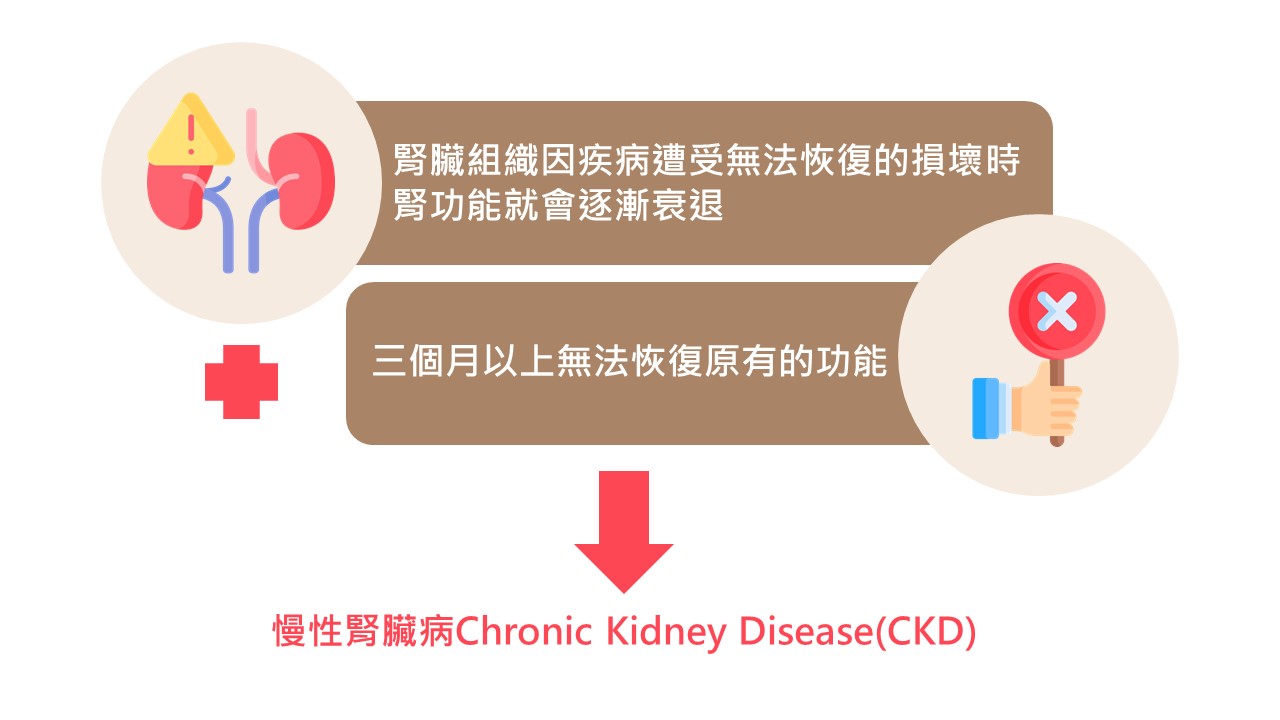 腎臟組織因疾病遭受無法恢復的損壞時
腎功能就會逐漸衰退
三個月以上無法恢復原有的功能
慢性腎臟病Chronic Kidney Disease(CKD)